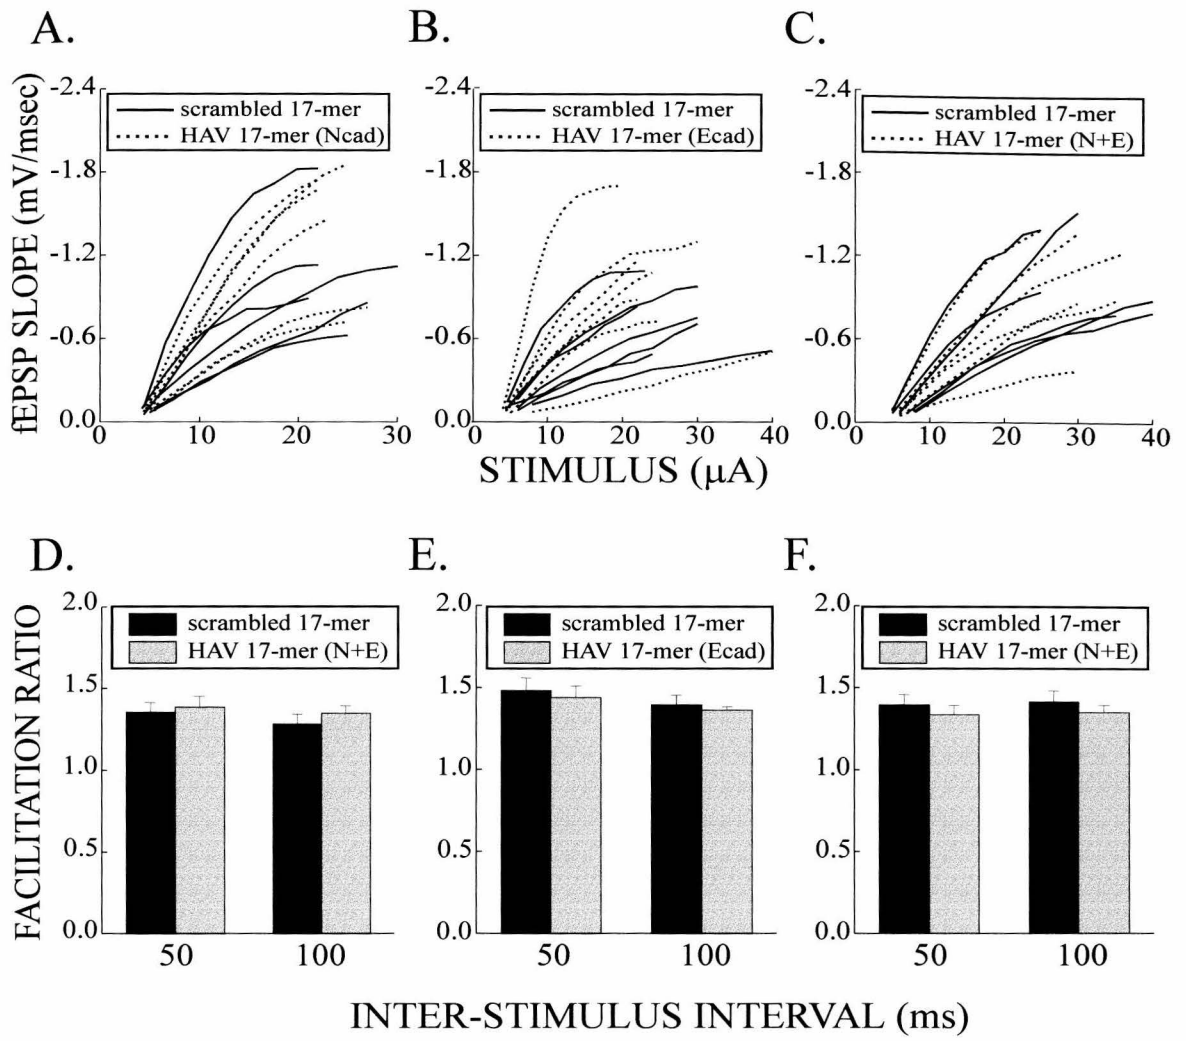 A.
B.
C.
fEPSP SLOPE (mV/msec)
-2.4
-1.8
-1.2
-0.6
0.0
scrambled 17-mer
HAV 17-mer (Ncad)
0 10 20 30
-2.4
-1.8
-1.2
-0.6
0.0
scrambled 17-mer
HAV 17-mer (Ecad)
0 10 20 30 40
-2.4
-1.8
-1.2
-0.6
0.0
scrambled 17-mer
HAV 17-mer (N+E)
0 10 20 30 40
STIMULUS (μA)
D.
E.
F.
FACILITATION RATIO
2.0
1.5
1.0
0.5
0.0
scrambled 17-mer
HAV 17-mer (N+E)
50 100
2.0
1.5
1.0
0.5
0.0
scrambled 17-mer
HAV 17-mer (Ecad)
50 100
2.0
1.5
1.0
0.5
0.0
scrambled 17-mer
HAV 17-mer (N+E)
50 100
INTER-STIMULUS INTERVAL (ms)